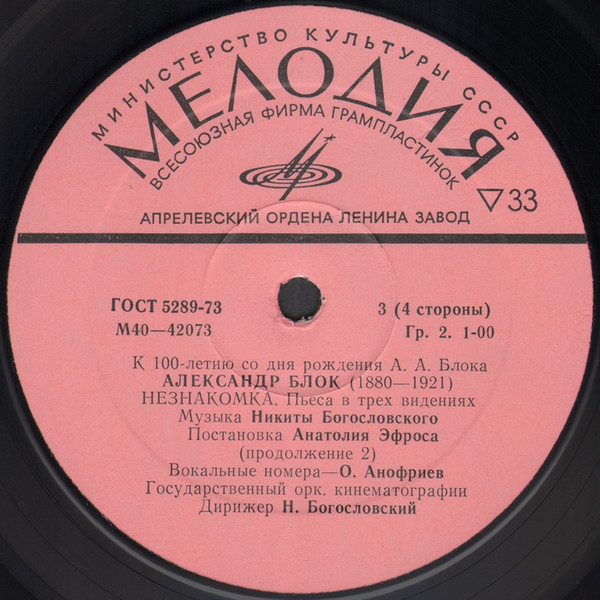 МИНИСТЕРСТВО КУЛЬТУРЫ СССР
МЕЛОДИЯ
ВСЕСОЮЗНАЯ ФИРМА ГРАМПЛАСТИНОК
▽33
АПРЕЛЕВСКИЙ ОРДЕНА ЛЕНИНА ЗАВОД
ГОСТ 5289-73
3 (4 стороны)
М40—42073
Гр. 2. 1-00
К 100-летию со дня рождения А. А. Блока
АЛЕКСАНДР БЛОК (1880—1921)
НЕЗНАКОМКА. Пьеса в трех видениях
Музыка Никиты Богословского
Постановка Анатолия Эфроса
(продолжение 2)
Вокальные номера—О. Анофриев
Государственный орк. кинематографии
Дирижер Н. Богословский